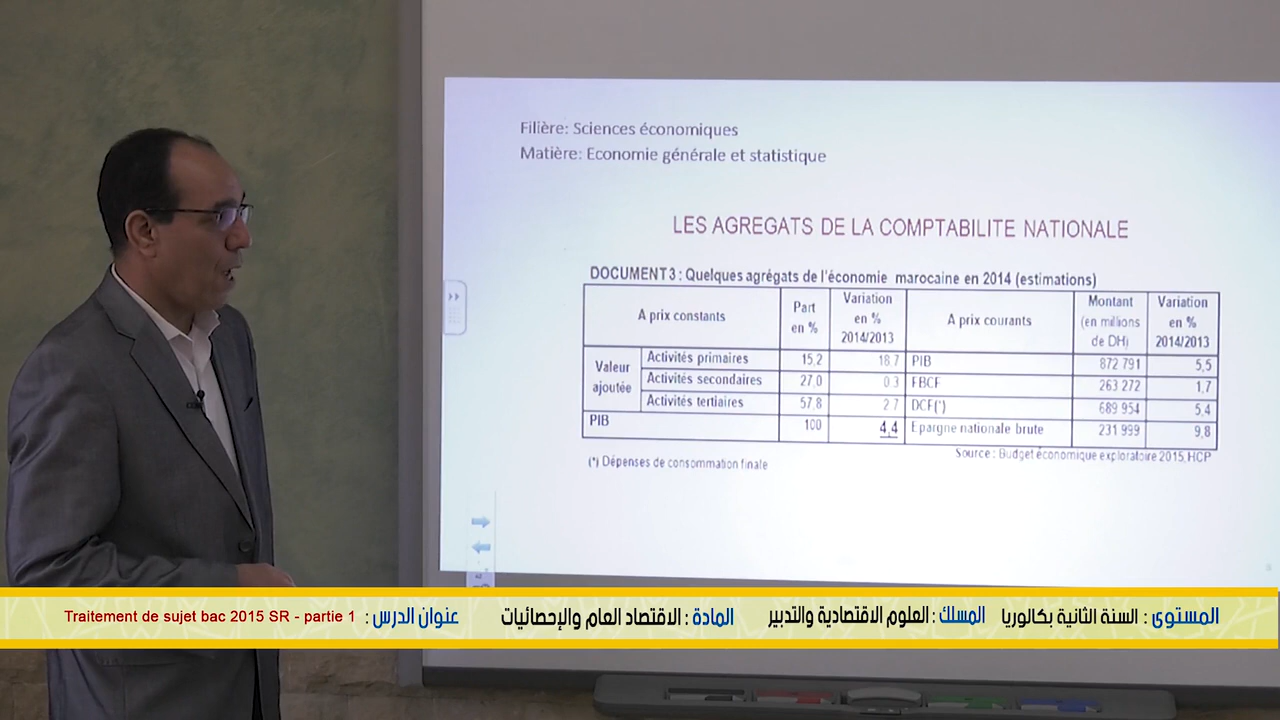 Filière: Sciences économiques
Matière: Economie générale et statistique
LES AGREGATS DE LA COMPTABILITE NATIONALE
DOCUMENT 3 : Quelques agrégats de l'économie marocaine en 2014 (estimations)
A prix constants Part en % Variation en % 2014/2013 A prix courants Montant (en millions de DH) Variation en % 2014/2013
Valeur ajoutée Activités primaires 15,2 18.7 PIB 872 791 5,5
Activités secondaires 27,0 0.3 FBCF 263 272 1,7
Activités tertiaires 57,8 2.7 DCF(*) 689 954 5,4
PIB 100 4,4 Epargne nationale brute 231 999 9,8
(*) Dépenses de consommation finale
Source : Budget économique exploratoire 2015, HCP
المستوى : السنة الثانية بكالوريا المسلك : العلوم الاقتصادية والتدبير المادة : الاقتصاد العام والإحصائيات عنوان الدرس : Traitement de sujet bac 2015 SR - partie 1